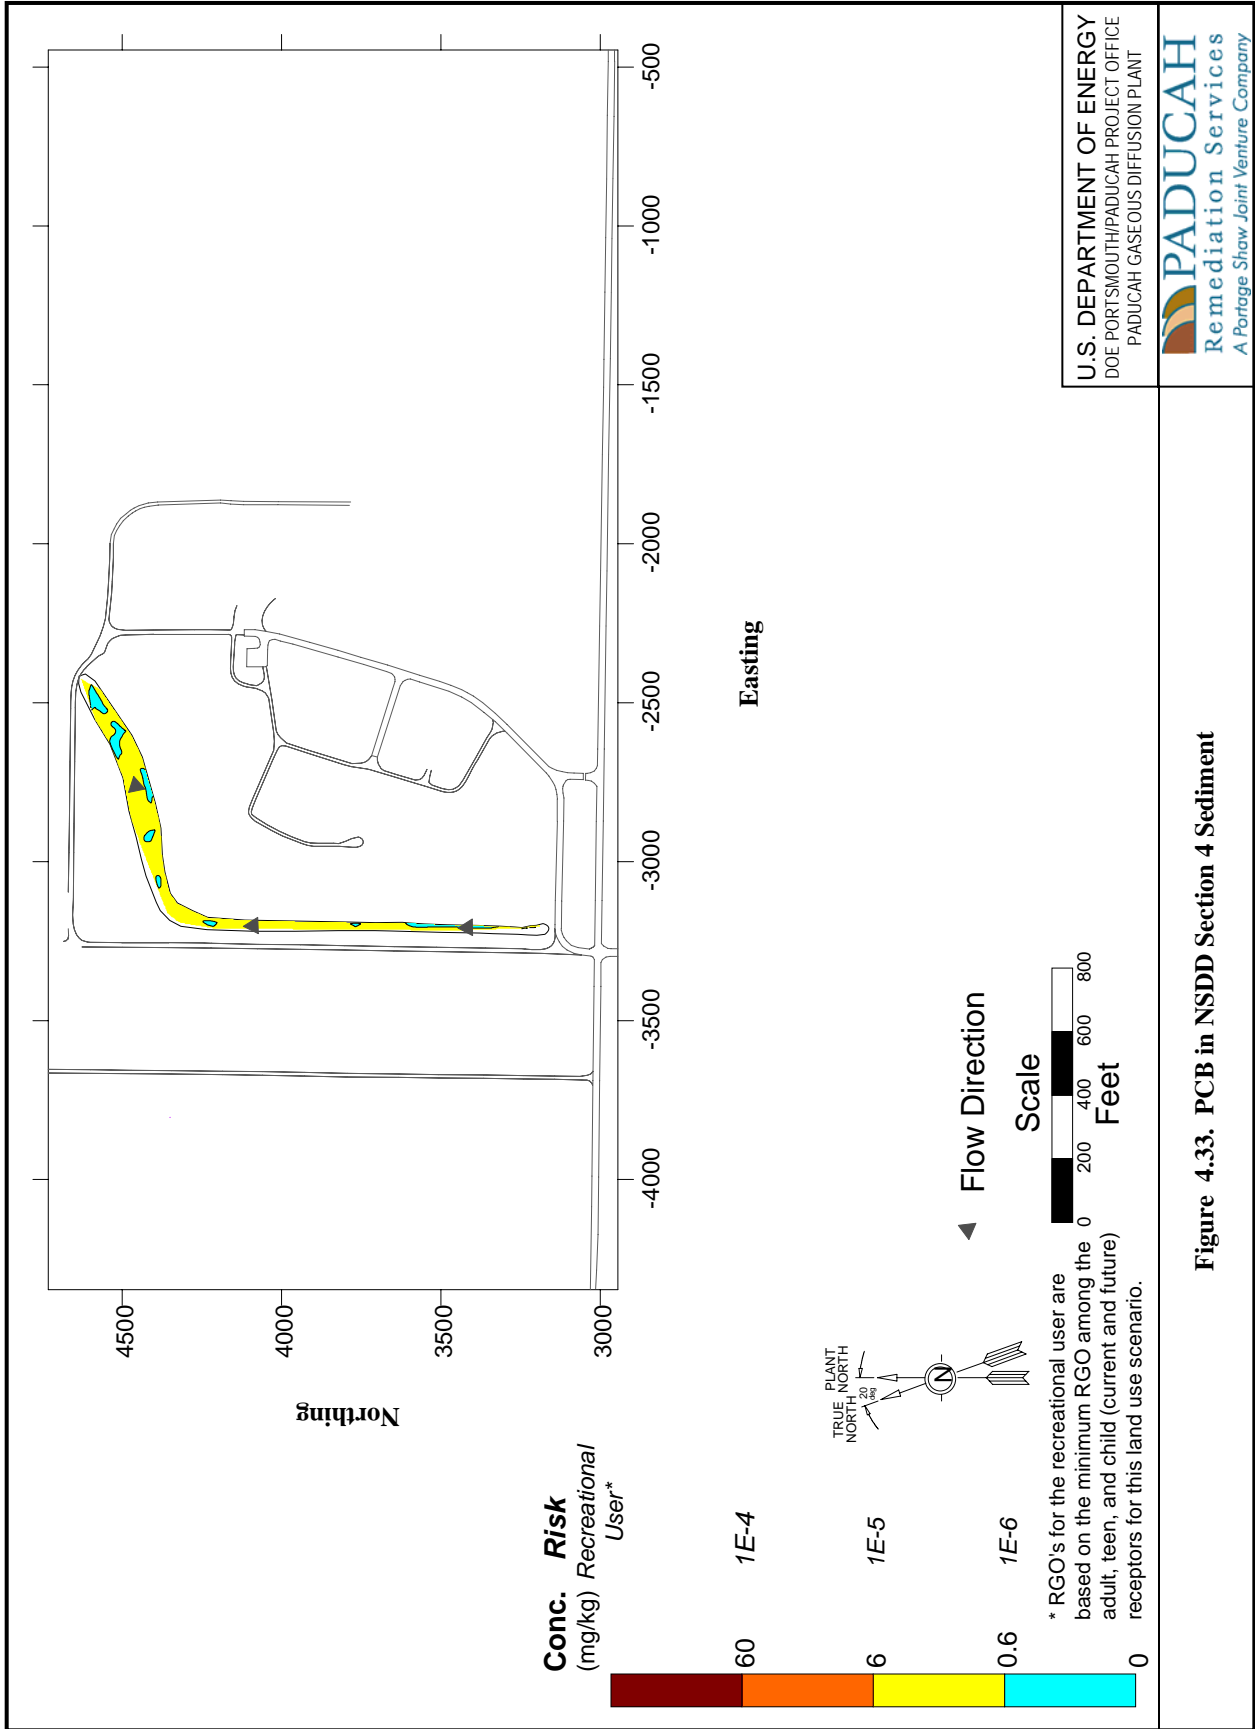 4500
4000
3500
3000
Northing
-4000
-3500
-3000
-2500
-2000
-1500
-1000
-500
Easting
Conc. Risk
(mg/kg) Recreational
User*
60
1E-4
6
1E-5
0.6
1E-6
0
TRUE
NORTH
PLANT
NORTH
20
deg
N
Flow Direction
Scale
0 200 400 600 800
Feet
* RGO's for the recreational user are
based on the minimum RGO among the
adult, teen, and child (current and future)
receptors for this land use scenario.
U.S. DEPARTMENT OF ENERGY
DOE PORTSMOUTH/PADUCAH PROJECT OFFICE
PADUCAH GASEOUS DIFFUSION PLANT
PADUCAH
Remediation Services
A Portage Shaw Joint Venture Company
Figure 4.33. PCB in NSDD Section 4 Sediment